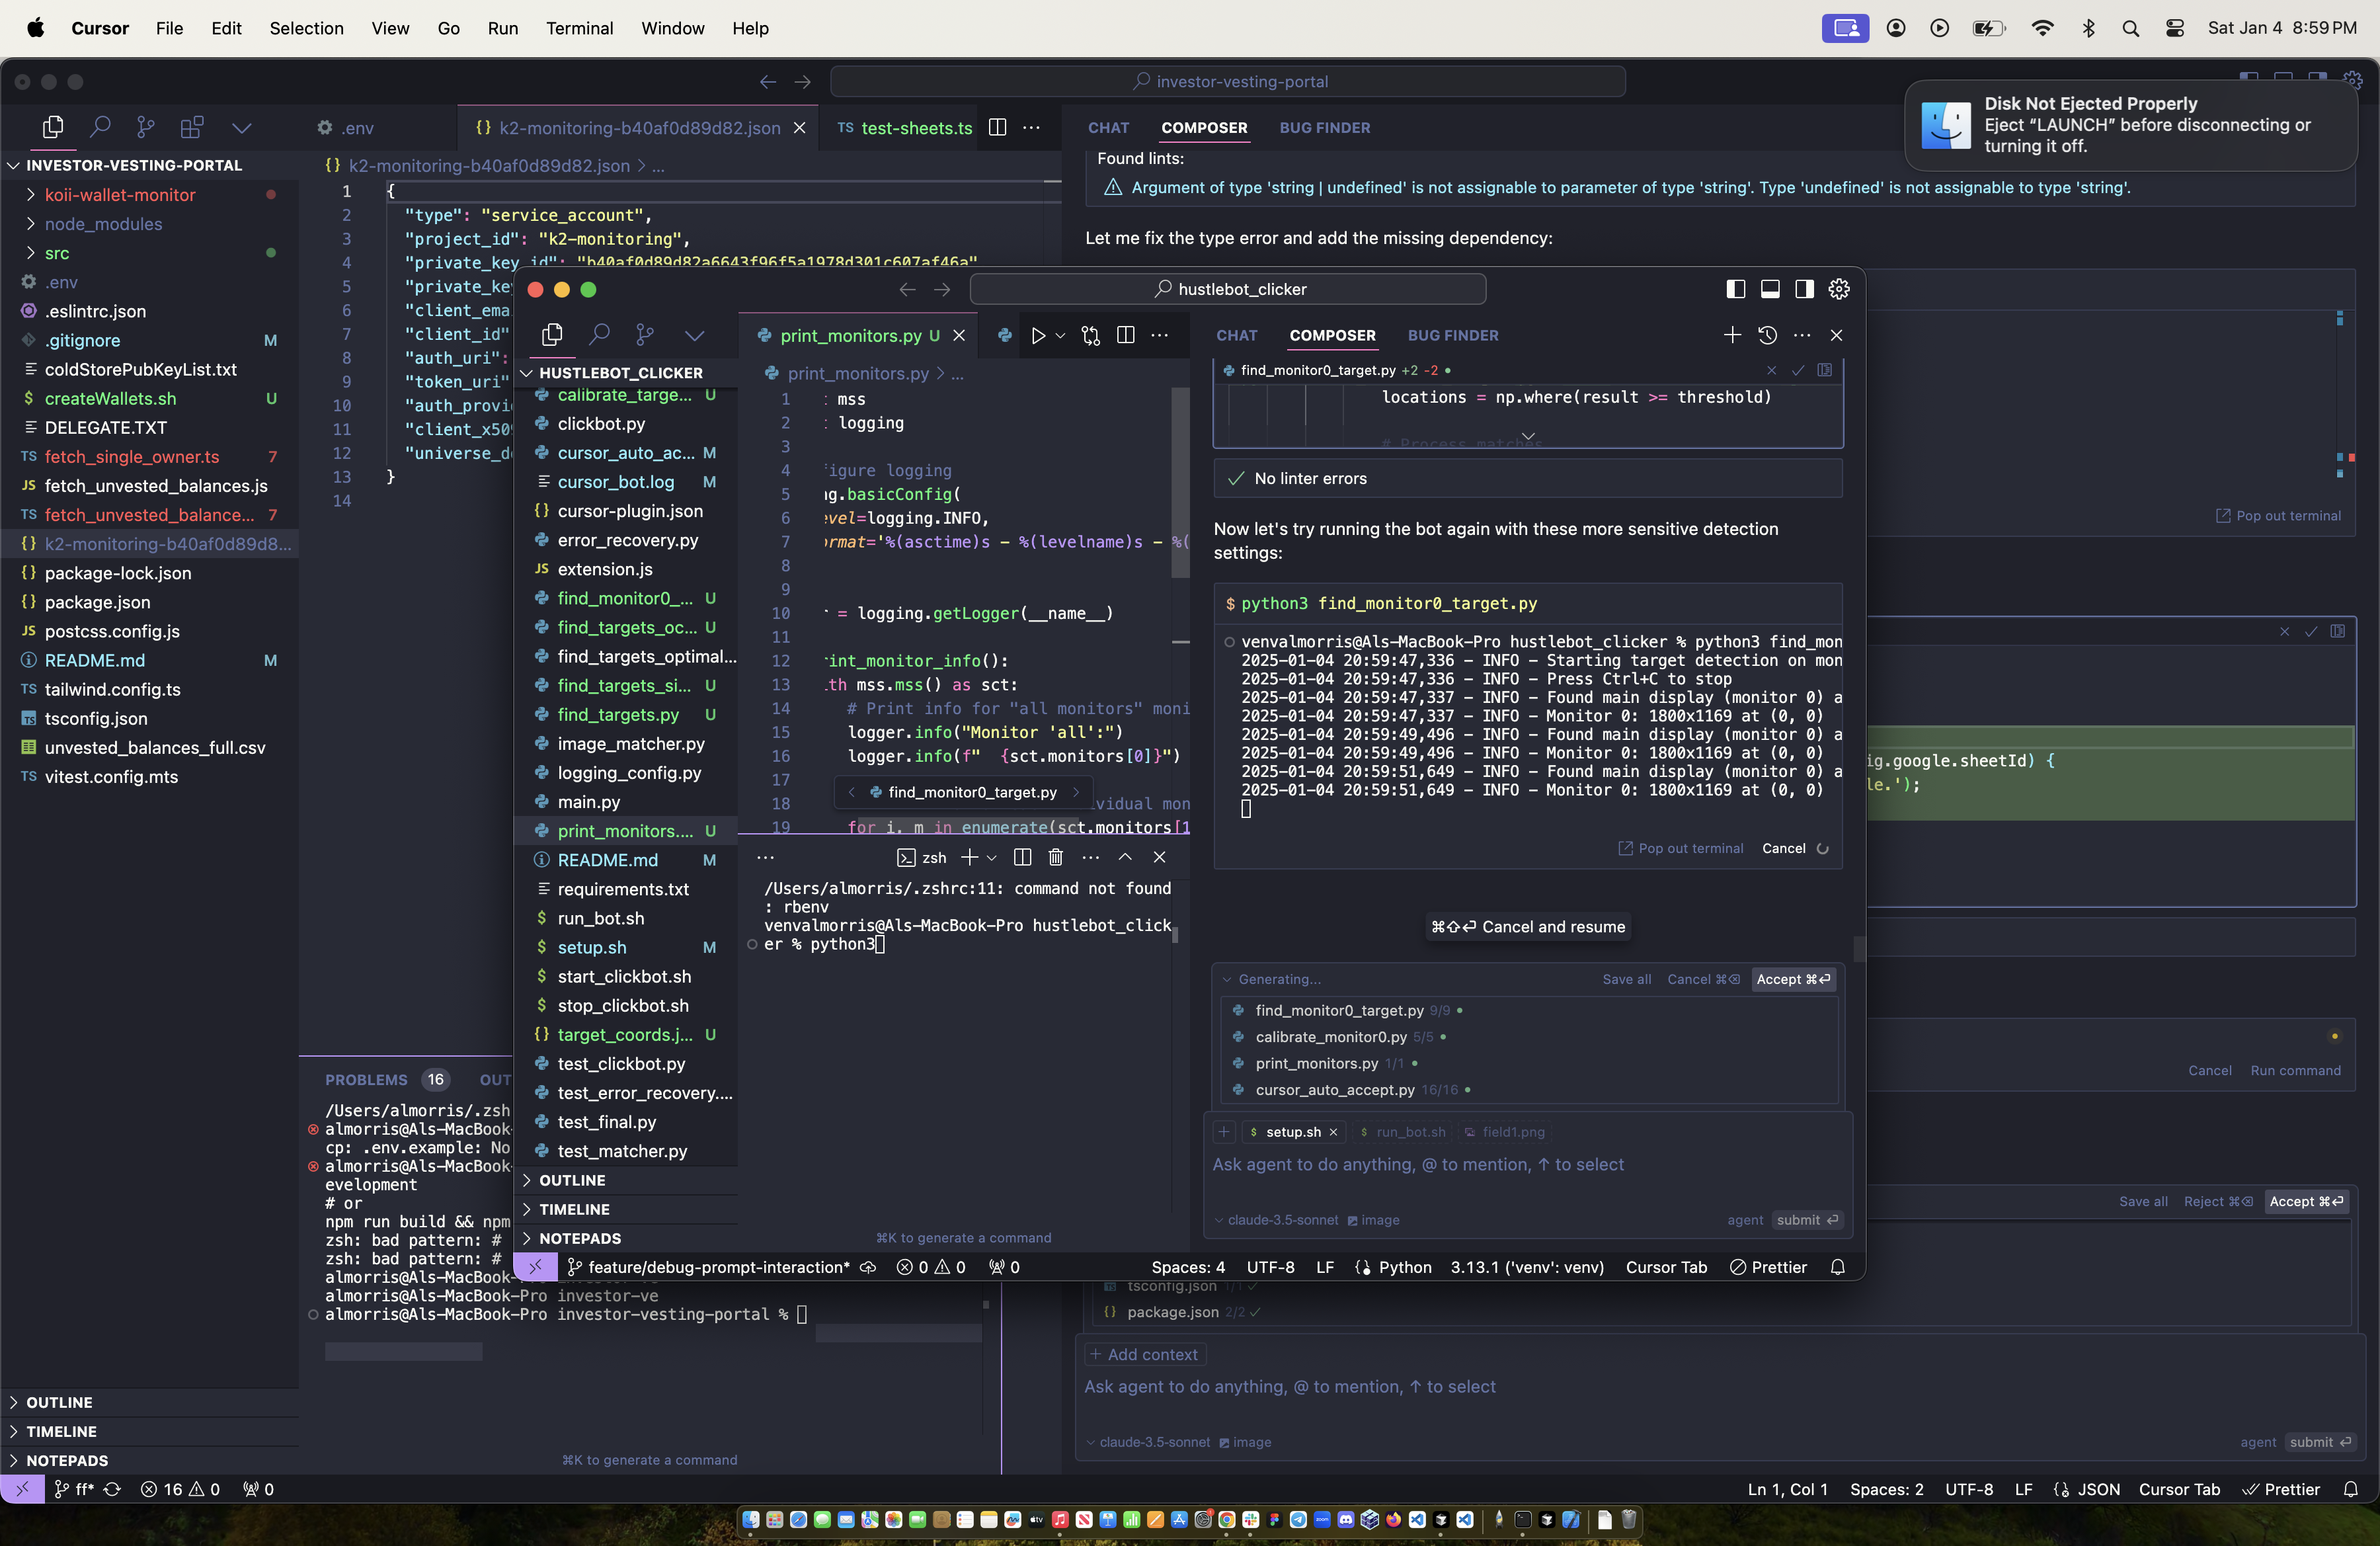 Cursor File Edit Selection View Go Run Terminal Window Help
Sat Jan 4 8:59 PM
investor-vesting-portal
Disk Not Ejected Properly
Eject “LAUNCH” before disconnecting or
turning it off.
.env
{} k2-monitoring-b40af0d89d82.json
TS test-sheets.ts
CHAT COMPOSER BUG FINDER
INVESTOR-VESTING-PORTAL
koii-wallet-monitor
node_modules
src
.env
.eslintrc.json
.gitignore M
coldStorePubKeyList.txt
$ createWallets.sh U
DELEGATE.TXT
TS fetch_single_owner.ts 7
JS fetch_unvested_balances.js
TS fetch_unvested_balance... 7
{} k2-monitoring-b40af0d89d8...
{} package-lock.json
{} package.json
JS postcss.config.js
README.md M
TS tailwind.config.ts
tsconfig.json
unvested_balances_full.csv
TS vitest.config.mts
OUTLINE
TIMELINE
NOTEPADS
{} k2-monitoring-b40af0d89d82.json > ...
1 {
2 "type": "service_account",
3 "project_id": "k2-monitoring",
4 "private_key_id": "b40af0d89d82a6643f96f5a1978d301c607af46a"
5 "private_key
6 "client_ema
7 "client_id"
8 "auth_uri":
9 "token_uri"
10 "auth_provi
11 "client_x509
12 "universe_d
13 }
14
Found lints:
Argument of type 'string | undefined' is not assignable to parameter of type 'string'. Type 'undefined' is not assignable to type 'string'.
Let me fix the type error and add the missing dependency:
Pop out terminal
ig.google.sheetId) {
le.');
Cancel Run command
Save all Reject ⌘⌫ Accept ⌘⏎
tsconfig.json 1/1
{} package.json 2/2
+ Add context
Ask agent to do anything, @ to mention, ↑ to select
claude-3.5-sonnet image
agent submit ⏎
PROBLEMS 16 OUT
/Users/almorris/.zsh
almorris@Als-MacBook-
cp: .env.example: No
almorris@Als-MacBook-
evelopment
# or
npm run build && npm
zsh: bad pattern: #
zsh: bad pattern: #
almorris@Als-MacBook-Pro investor-ve
almorris@Als-MacBook-Pro investor-ve
almorris@Als-MacBook-Pro investor-vesting-portal %
⌘K to generate a command
ff* 16 0 0
Ln 1, Col 1 Spaces: 2 UTF-8 LF JSON Cursor Tab Prettier
hustlebot_clicker
HUSTLEBOT_CLICKER
calibrate_targe... U
clickbot.py
cursor_auto_ac... M
cursor_bot.log M
{} cursor-plugin.json
error_recovery.py
JS extension.js
find_monitor0_... U
find_targets_oc... U
find_targets_optimal...
find_targets_si... U
find_targets.py U
image_matcher.py
logging_config.py
main.py
print_monitors.... U
README.md M
requirements.txt
$ run_bot.sh
$ setup.sh M
$ start_clickbot.sh
$ stop_clickbot.sh
{} target_coords.j... U
test_clickbot.py
test_error_recovery....
test_final.py
test_matcher.py
OUTLINE
TIMELINE
NOTEPADS
print_monitors.py U
print_monitors.py > ...
1 : mss
2 : logging
3
4 figure logging
5 ng.basicConfig(
6 evel=logging.INFO,
7 ormat='%(asctime)s - %(levelname)s - %(
8
9
10 r = logging.getLogger(__name__)
11
12 rint_monitor_info():
13 ith mss.mss() as sct:
14 # Print info for "all monitors" moni
15 logger.info("Monitor 'all':")
16 logger.info(f" {sct.monitors[0]}")
17
18 vidual mon
19 for i, m in enumerate(sct.monitors[1
find_monitor0_target.py
zsh
/Users/almorris/.zshrc:11: command not found
: rbenv
venvalmorris@Als-MacBook-Pro hustlebot_click
er % python3
⌘K to generate a command
CHAT COMPOSER BUG FINDER
find_monitor0_target.py +2 -2
locations = np.where(result >= threshold)
# Process matches
No linter errors
Now let's try running the bot again with these more sensitive detection
settings:
$ python3 find_monitor0_target.py
venvalmorris@Als-MacBook-Pro hustlebot_clicker % python3 find_mon
2025-01-04 20:59:47,336 - INFO - Starting target detection on mon
2025-01-04 20:59:47,336 - INFO - Press Ctrl+C to stop
2025-01-04 20:59:47,337 - INFO - Found main display (monitor 0) a
2025-01-04 20:59:47,337 - INFO - Monitor 0: 1800x1169 at (0, 0)
2025-01-04 20:59:49,496 - INFO - Found main display (monitor 0) a
2025-01-04 20:59:49,496 - INFO - Monitor 0: 1800x1169 at (0, 0)
2025-01-04 20:59:51,649 - INFO - Found main display (monitor 0) a
2025-01-04 20:59:51,649 - INFO - Monitor 0: 1800x1169 at (0, 0)
Pop out terminal Cancel
⌘⇧⏎ Cancel and resume
Generating... Save all Cancel ⌘⌫ Accept ⌘⏎
find_monitor0_target.py 9/9
calibrate_monitor0.py 5/5
print_monitors.py 1/1
cursor_auto_accept.py 16/16
+ $ setup.sh × $ run_bot.sh field1.png
Ask agent to do anything, @ to mention, ↑ to select
claude-3.5-sonnet image
agent submit ⏎
feature/debug-prompt-interaction* 0 0 0
Spaces: 4 UTF-8 LF Python 3.13.1 ('venv': venv) Cursor Tab Prettier